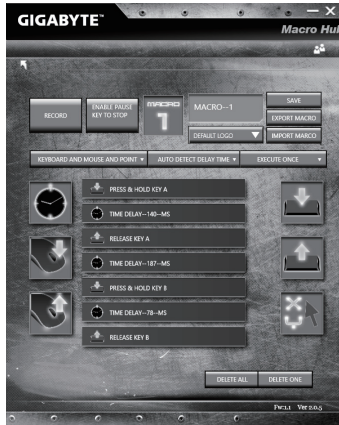 GIGABYTE™
Macro Hub
RECORD
ENABLE PAUSE
KEY TO STOP
MACRO
1
MACRO--1
DEFAULT LOGO
SAVE
EXPORT MACRO
IMPORT MARCO
KEYBOARD AND MOUSE AND POINT
AUTO DETECT DELAY TIME
EXECUTE ONCE
PRESS & HOLD KEY A
TIME DELAY--140--MS
RELEASE KEY A
TIME DELAY--187--MS
PRESS & HOLD KEY B
TIME DELAY--78--MS
RELEASE KEY B
DELETE ALL
DELETE ONE
Fw:1.1 Ver 2.0.5